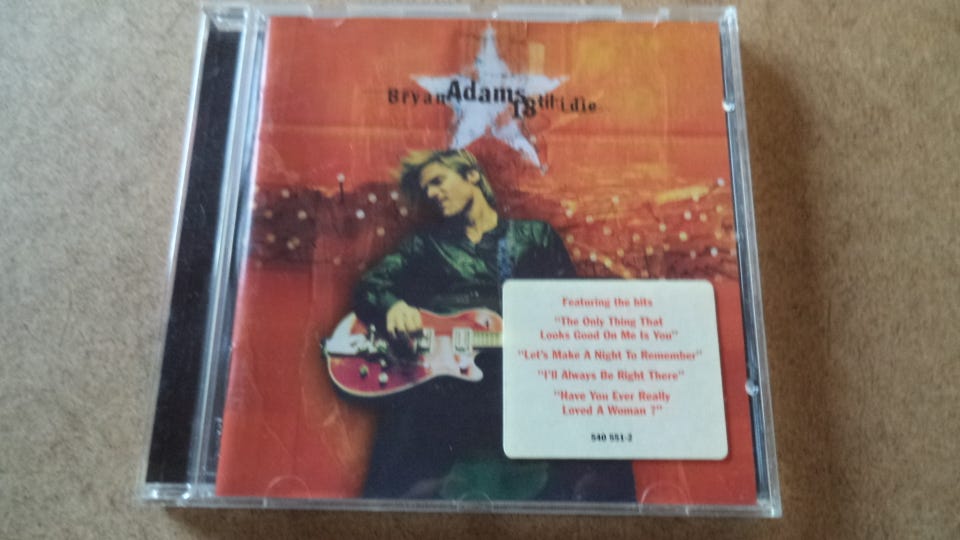 Bryan Adams 18 til i die
Featuring the hits
"The Only Thing That
Looks Good On Me Is You"
"Let's Make A Night To Remember"
"I'll Always Be Right There"
"Have You Ever Really
Loved A Woman ?"
540 551-2